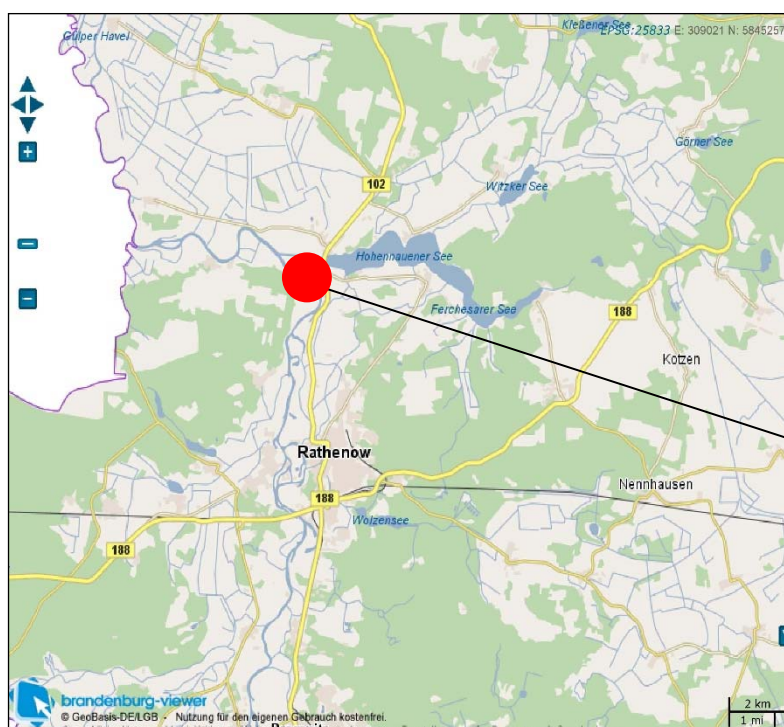 Kleßener See
Gülper Havel
EPSG:25833 E: 309021 N: 5845257
Görner See
102
Witzker See
Hohennauener See
Ferchesarer See
188
Kotzen
Rathenow
Nennhausen
188
Wolzensee
188
brandenburg-viewer
© GeoBasis-DE/LGB - Nutzung für den eigenen Gebrauch kostenfrei.
2 km
1 mi